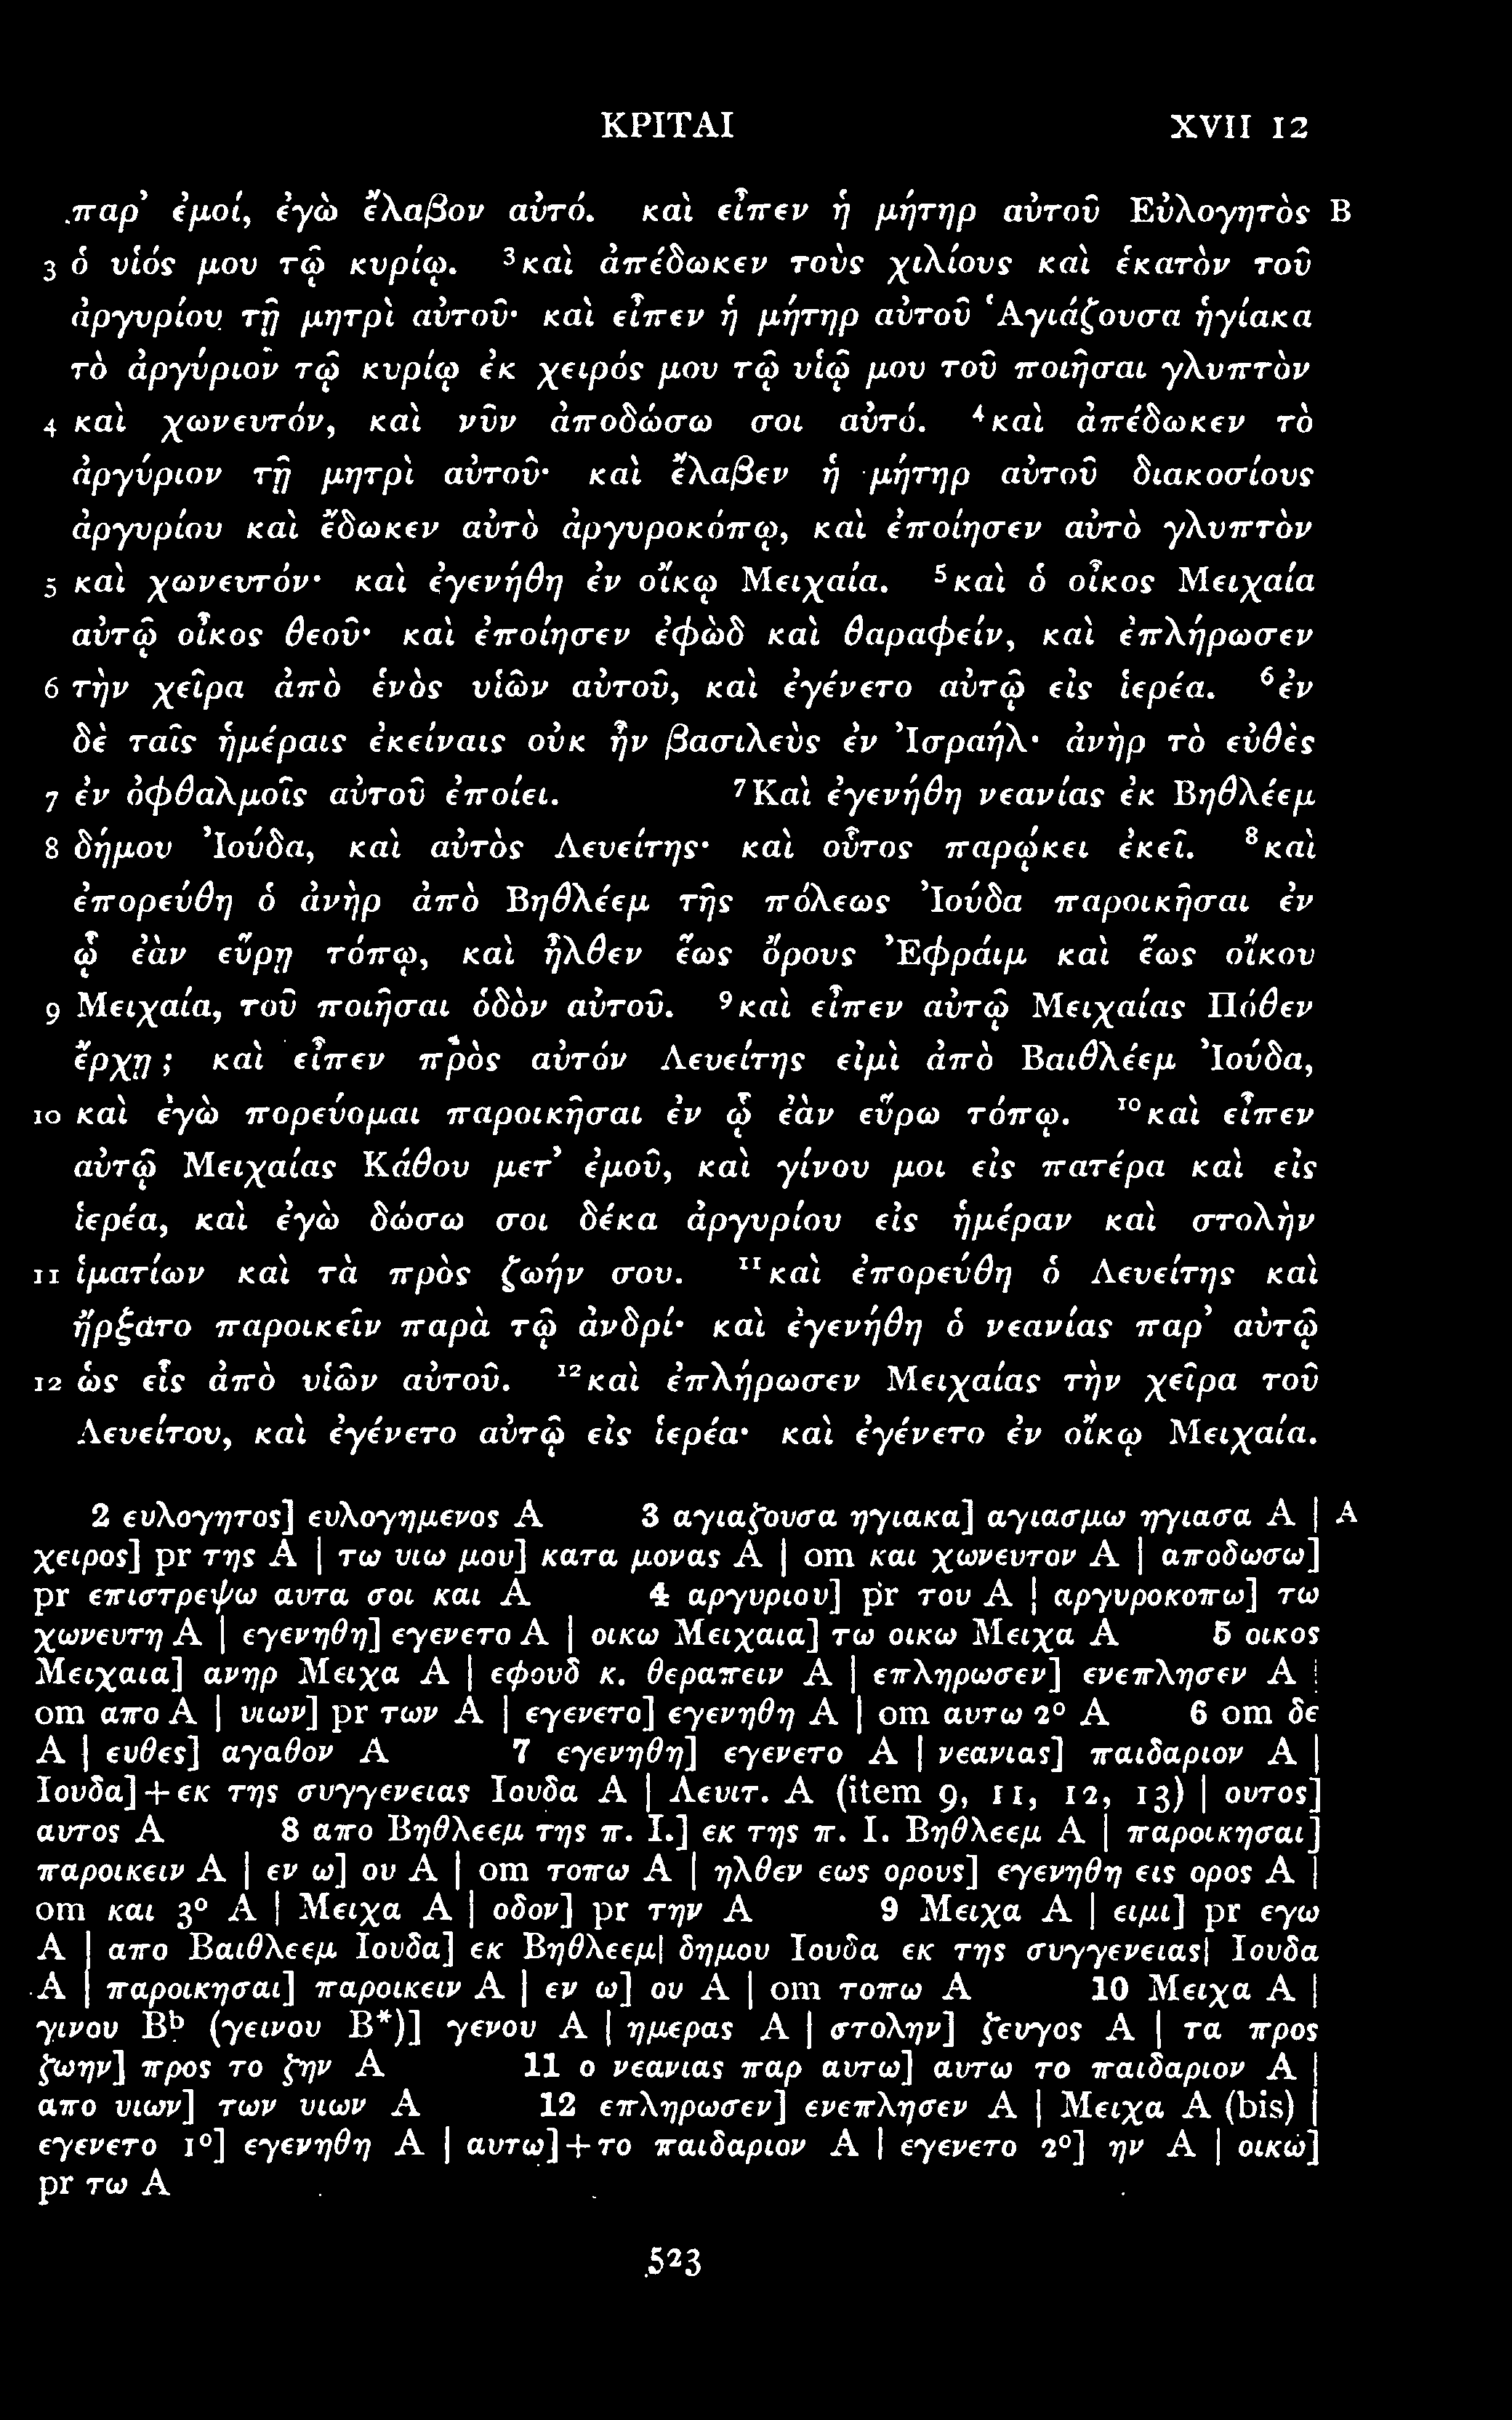 ΚΡΙΤΑΙ XVII 12
παρ’ ἐμοί, ἐγὼ ἔλαβον αὐτό. καὶ εἶπεν ἡ μήτηρ αὐτοῦ Εὐλογητὸς B
3 ὁ υἱός μου τῷ κυρίῳ. ³καὶ ἀπέδωκεν τοὺς χιλίους καὶ ἑκατὸν τοῦ
ἀργυρίου τῇ μητρὶ αὐτοῦ· καὶ εἶπεν ἡ μήτηρ αὐτοῦ Ἁγιάζουσα ἡγίακα
τὸ ἀργύριον τῷ κυρίῳ ἐκ χειρός μου τῷ υἱῷ μου τοῦ ποιῆσαι γλυπτὸν
4 καὶ χωνευτόν, καὶ νῦν ἀποδώσω σοι αὐτό. ⁴καὶ ἀπέδωκεν τὸ
ἀργύριον τῇ μητρὶ αὐτοῦ· καὶ ἔλαβεν ἡ μήτηρ αὐτοῦ διακοσίους
ἀργυρίου καὶ ἔδωκεν αὐτὸ ἀργυροκόπῳ, καὶ ἐποίησεν αὐτὸ γλυπτὸν
5 καὶ χωνευτόν· καὶ ἐγενήθη ἐν οἴκῳ Μειχαία. ⁵καὶ ὁ οἶκος Μειχαία
αὐτῷ οἶκος θεοῦ· καὶ ἐποίησεν ἐφὼδ καὶ θαραφείν, καὶ ἐπλήρωσεν
6 τὴν χεῖρα ἀπὸ ἑνὸς υἱῶν αὐτοῦ, καὶ ἐγένετο αὐτῷ εἰς ἱερέα. ⁶ἐν
δὲ ταῖς ἡμέραις ἐκείναις οὐκ ἦν βασιλεὺς ἐν Ἰσραήλ· ἀνὴρ τὸ εὐθὲς
7 ἐν ὀφθαλμοῖς αὐτοῦ ἐποίει. ⁷Καὶ ἐγενήθη νεανίας ἐκ Βηθλέεμ
8 δήμου Ἰούδα, καὶ αὐτὸς Λευείτης· καὶ οὗτος παρῴκει ἐκεῖ. ⁸καὶ
ἐπορεύθη ὁ ἀνὴρ ἀπὸ Βηθλέεμ τῆς πόλεως Ἰούδα παροικῆσαι ἐν
ᾧ ἐὰν εὕρῃ τόπῳ, καὶ ἦλθεν ἕως ὄρους Ἐφράιμ καὶ ἕως οἴκου
9 Μειχαία, τοῦ ποιῆσαι ὁδὸν αὐτοῦ. ⁹καὶ εἶπεν αὐτῷ Μειχαίας Πόθεν
ἔρχῃ ; καὶ εἶπεν πρὸς αὐτόν Λευείτης εἰμὶ ἀπὸ Βαιθλέεμ Ἰούδα,
10 καὶ ἐγὼ πορεύομαι παροικῆσαι ἐν ᾧ ἐὰν εὕρω τόπῳ. ¹⁰καὶ εἶπεν
αὐτῷ Μειχαίας Κάθου μετ’ ἐμοῦ, καὶ γίνου μοι εἰς πατέρα καὶ εἰς
ἱερέα, καὶ ἐγὼ δώσω σοι δέκα ἀργυρίου εἰς ἡμέραν καὶ στολὴν
11 ἱματίων καὶ τὰ πρὸς ζωήν σου. ¹¹καὶ ἐπορεύθη ὁ Λευείτης καὶ
ἤρξατο παροικεῖν παρὰ τῷ ἀνδρί· καὶ ἐγενήθη ὁ νεανίας παρ’ αὐτῷ
12 ὡς εἷς ἀπὸ υἱῶν αὐτοῦ. ¹²καὶ ἐπλήρωσεν Μειχαίας τὴν χεῖρα τοῦ
Λευείτου, καὶ ἐγένετο αὐτῷ εἰς ἱερέα· καὶ ἐγένετο ἐν οἴκῳ Μειχαία.
2 ευλογητος] ευλογημενος A 3 αγιαζουσα ηγιακα] αγιασμω ηγιασα A | A
χειρος] pr της A | τω υιω μου] κατα μονας A | om και χωνευτον A | αποδωσω]
pr επιστρεψω αυτα σοι και A 4 αργυριου] pr του A | αργυροκοπω] τω
χωνευτη A | εγενηθη] εγενετο A | οικω Μειχαια] τω οικω Μειχα A 5 οικος
Μειχαια] ανηρ Μειχα A | εφουδ κ. θεραπειν A | επληρωσεν] ενεπλησεν A |
om απο A | υιων] pr των A | εγενετο] εγενηθη A | om αυτω 2° A 6 om δε
A | ευθες] αγαθον A 7 εγενηθη] εγενετο A | νεανιας] παιδαριον A |
Ιουδα] + εκ της συγγενειας Ιουδα A | Λευιτ. A (item 9, 11, 12, 13) | ουτος]
αυτος A 8 απο Βηθλεεμ της π. Ι.] εκ της π. Ι. Βηθλεεμ A | παροικησαι]
παροικειν A | εν ω] ου A | om τοπω A | ηλθεν εως ορους] εγενηθη εις ορος A |
om και 3° A | Μειχα A | οδον] pr την A 9 Μειχα A | ειμι] pr εγω
A | απο Βαιθλεεμ Ιουδα] εκ Βηθλεεμ| δημου Ιουδα εκ της συγγενειας| Ιουδα
A | παροικησαι] παροικειν A | εν ω] ου A | om τοπω A 10 Μειχα A |
γινου Bᵇ (γεινου B*)] γενου A | ημερας A | στολην] ζευγος A | τα προς
ζωην] προς το ζην A 11 ο νεανιας παρ αυτω] αυτω το παιδαριον A |
απο υιων] των υιων A 12 επληρωσεν] ενεπλησεν A | Μειχα A (bis) |
εγενετο 1°] εγενηθη A | αυτω] + το παιδαριον A | εγενετο 2°] ην A | οικω]
pr τω A
523